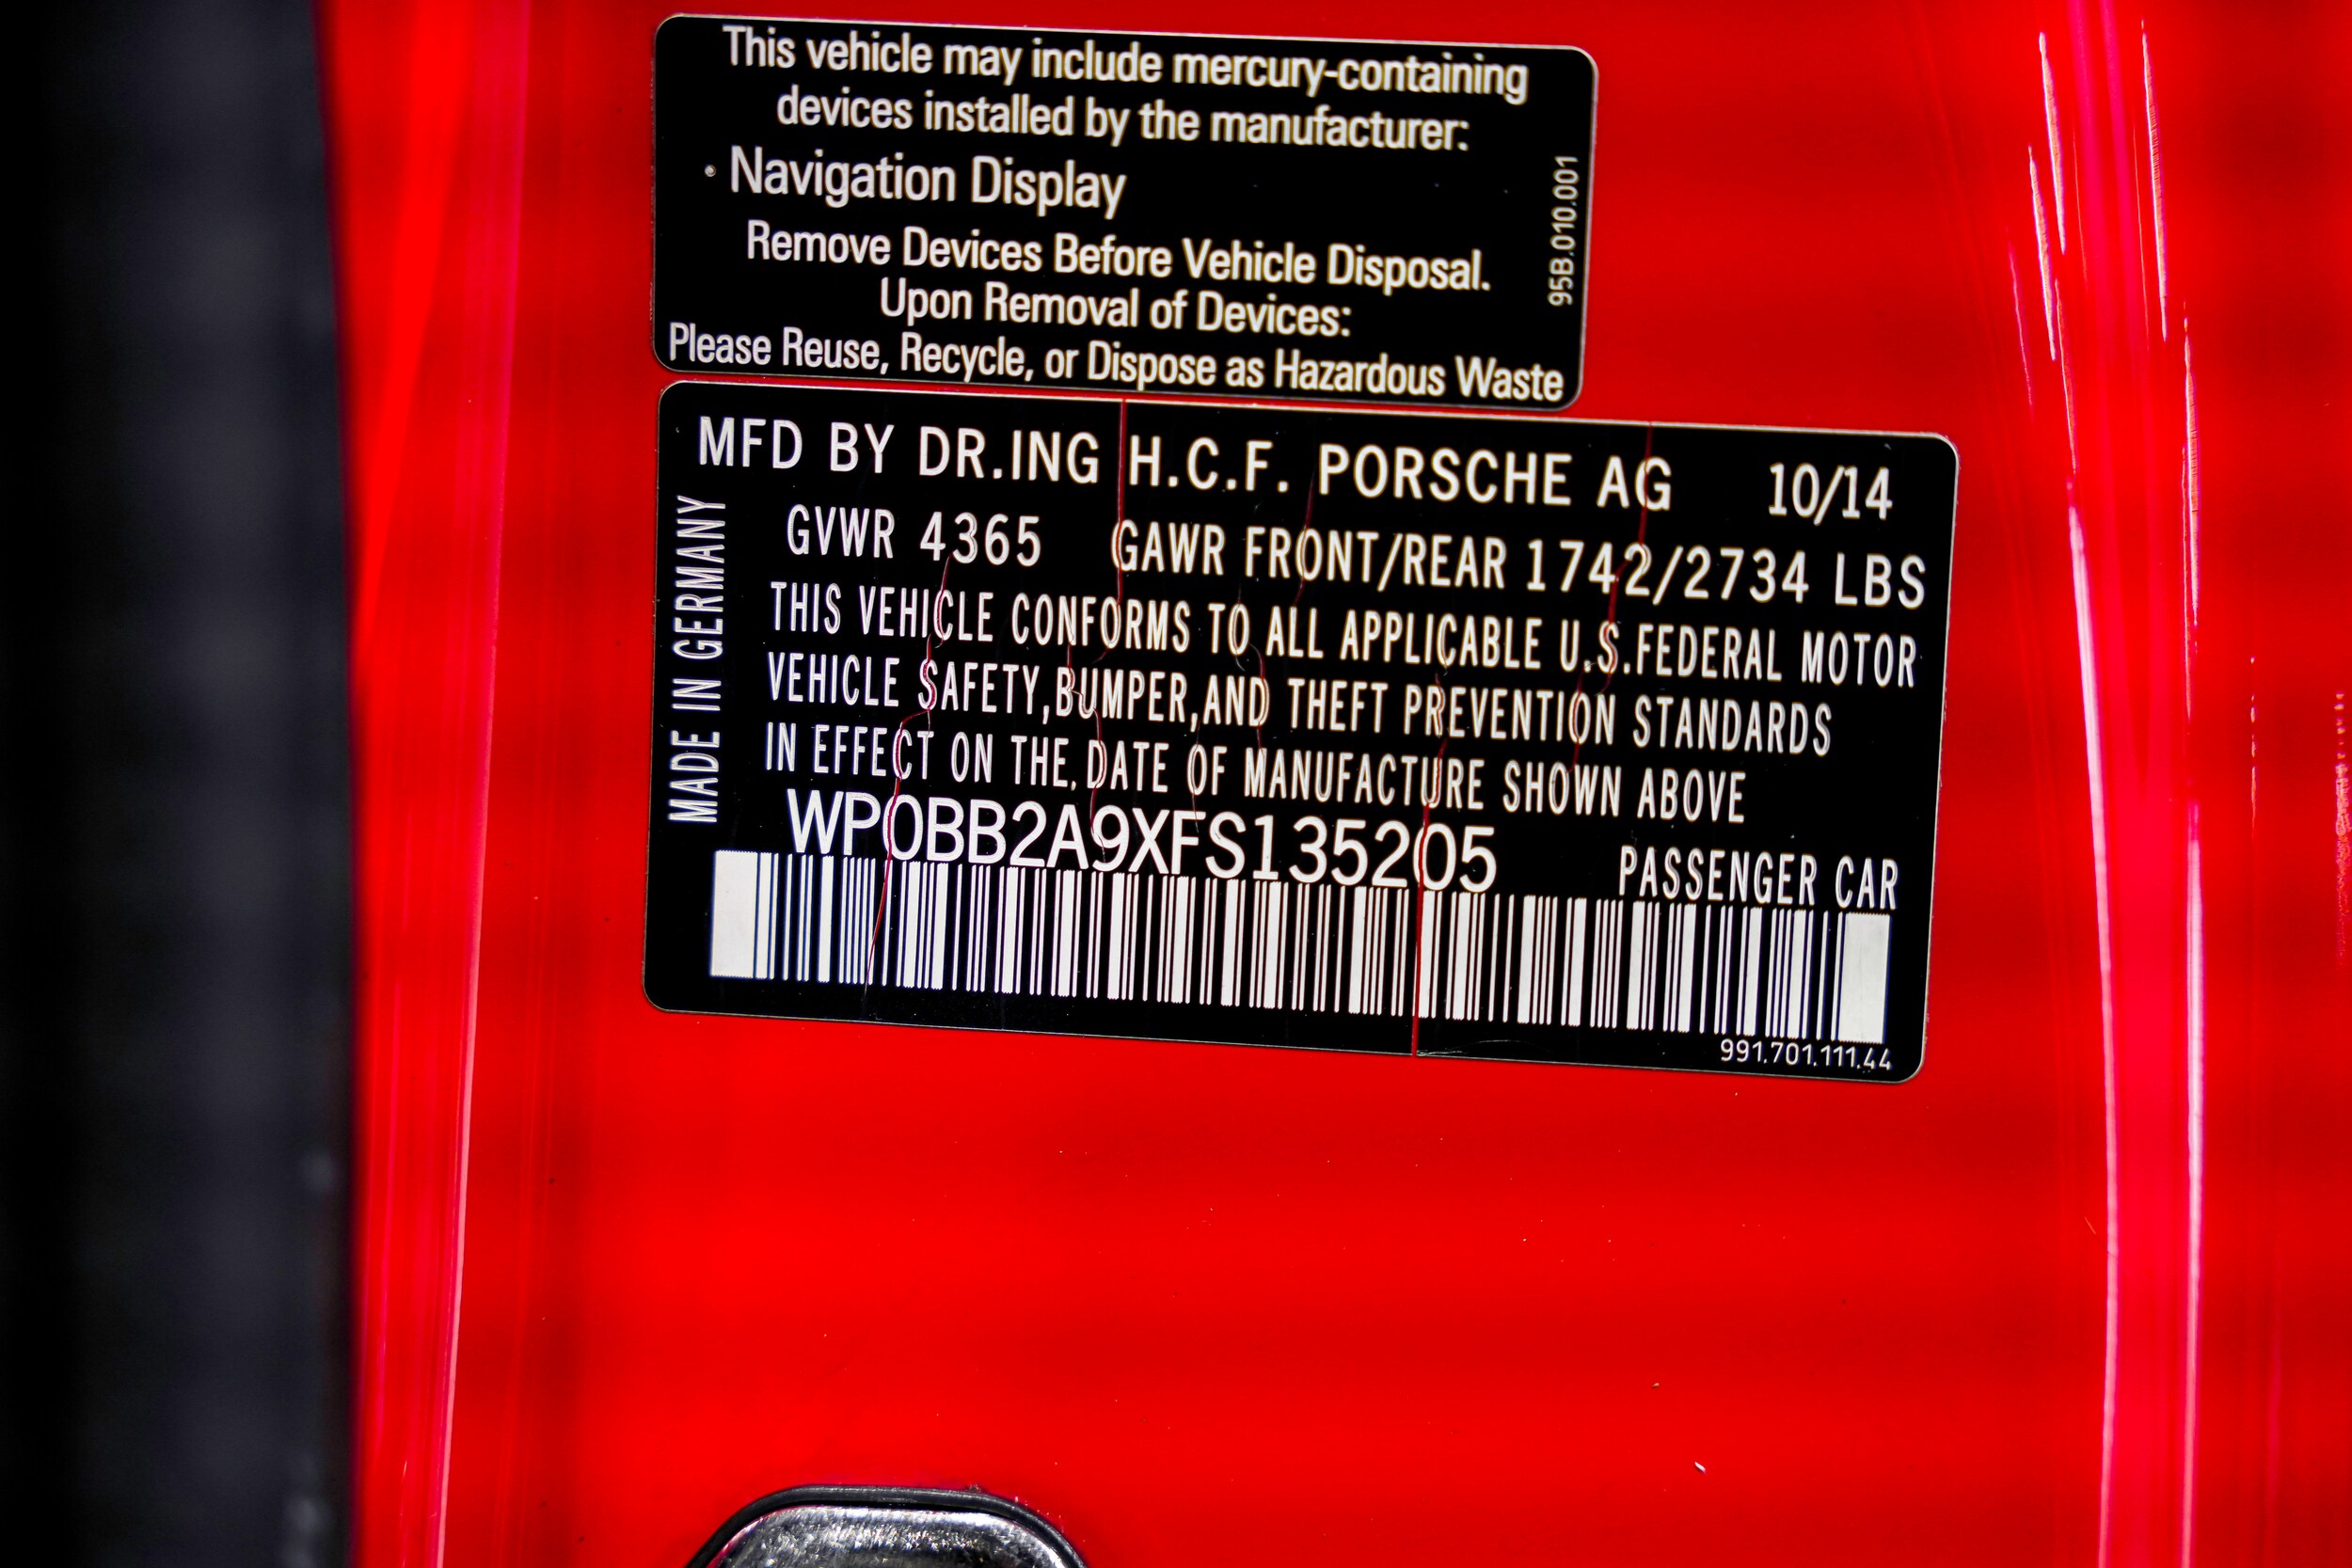 This vehicle may include mercury-containing
devices installed by the manufacturer:
· Navigation Display
Remove Devices Before Vehicle Disposal.
Upon Removal of Devices:
Please Reuse, Recycle, or Dispose as Hazardous Waste
95B.010.001
MFD BY DR.ING H.C.F. PORSCHE AG 10/14
GVWR 4365 GAWR FRONT/REAR 1742/2734 LBS
THIS VEHICLE CONFORMS TO ALL APPLICABLE U.S.FEDERAL MOTOR
VEHICLE SAFETY,BUMPER,AND THEFT PREVENTION STANDARDS
IN EFFECT ON THE DATE OF MANUFACTURE SHOWN ABOVE
WP0BB2A9XFS135205 PASSENGER CAR
MADE IN GERMANY
991.701.111.44